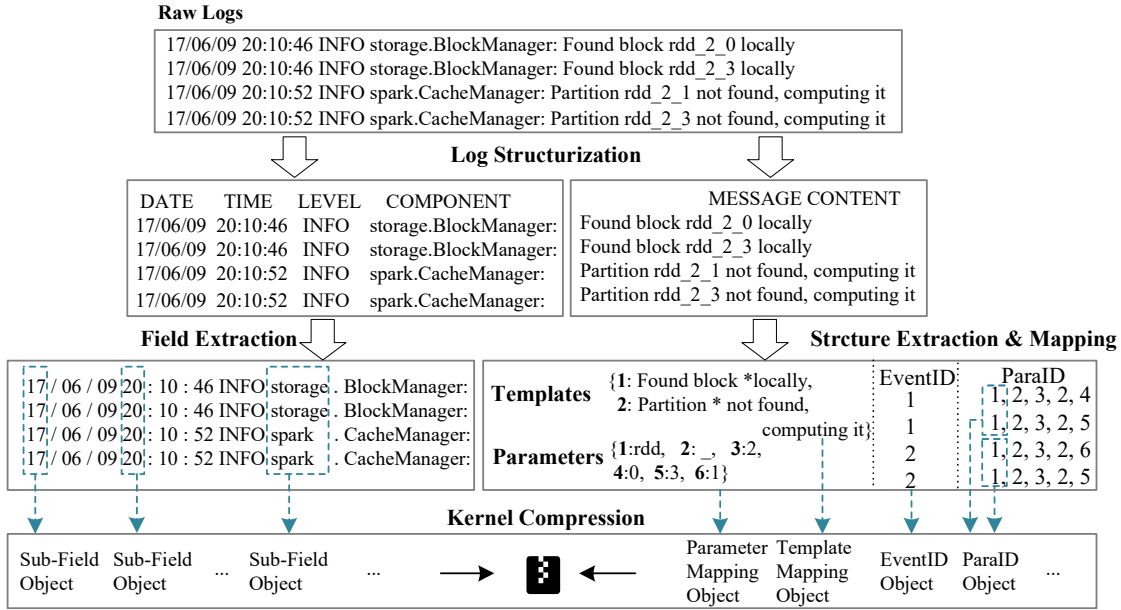 Raw Logs
17/06/09 20:10:46 INFO storage.BlockManager: Found block rdd_2_0 locally
17/06/09 20:10:46 INFO storage.BlockManager: Found block rdd_2_3 locally
17/06/09 20:10:52 INFO spark.CacheManager: Partition rdd_2_1 not found, computing it
17/06/09 20:10:52 INFO spark.CacheManager: Partition rdd_2_3 not found, computing it
Log Structurization
DATE TIME LEVEL COMPONENT
17/06/09 20:10:46 INFO storage.BlockManager:
17/06/09 20:10:46 INFO storage.BlockManager:
17/06/09 20:10:52 INFO spark.CacheManager:
17/06/09 20:10:52 INFO spark.CacheManager:
MESSAGE CONTENT
Found block rdd_2_0 locally
Found block rdd_2_3 locally
Partition rdd_2_1 not found, computing it
Partition rdd_2_3 not found, computing it
Field Extraction
Strcture Extraction & Mapping
17 / 06 / 09 20 : 10 : 46 INFO storage . BlockManager:
17 / 06 / 09 20 : 10 : 46 INFO storage . BlockManager:
17 / 06 / 09 20 : 10 : 52 INFO spark . CacheManager:
17 / 06 / 09 20 : 10 : 52 INFO spark . CacheManager:
Templates
{1: Found block *locally,
2: Partition * not found,
computing it}
Parameters
{1:rdd, 2: _, 3:2,
4:0, 5:3, 6:1}
EventID
1
1
2
2
ParaID
1, 2, 3, 2, 4
1, 2, 3, 2, 5
1, 2, 3, 2, 6
1, 2, 3, 2, 5
Kernel Compression
Sub-Field
Object
Sub-Field
Object
...
Sub-Field
Object
...
Parameter
Mapping
Object
Template
Mapping
Object
EventID
Object
ParaID
Object
...